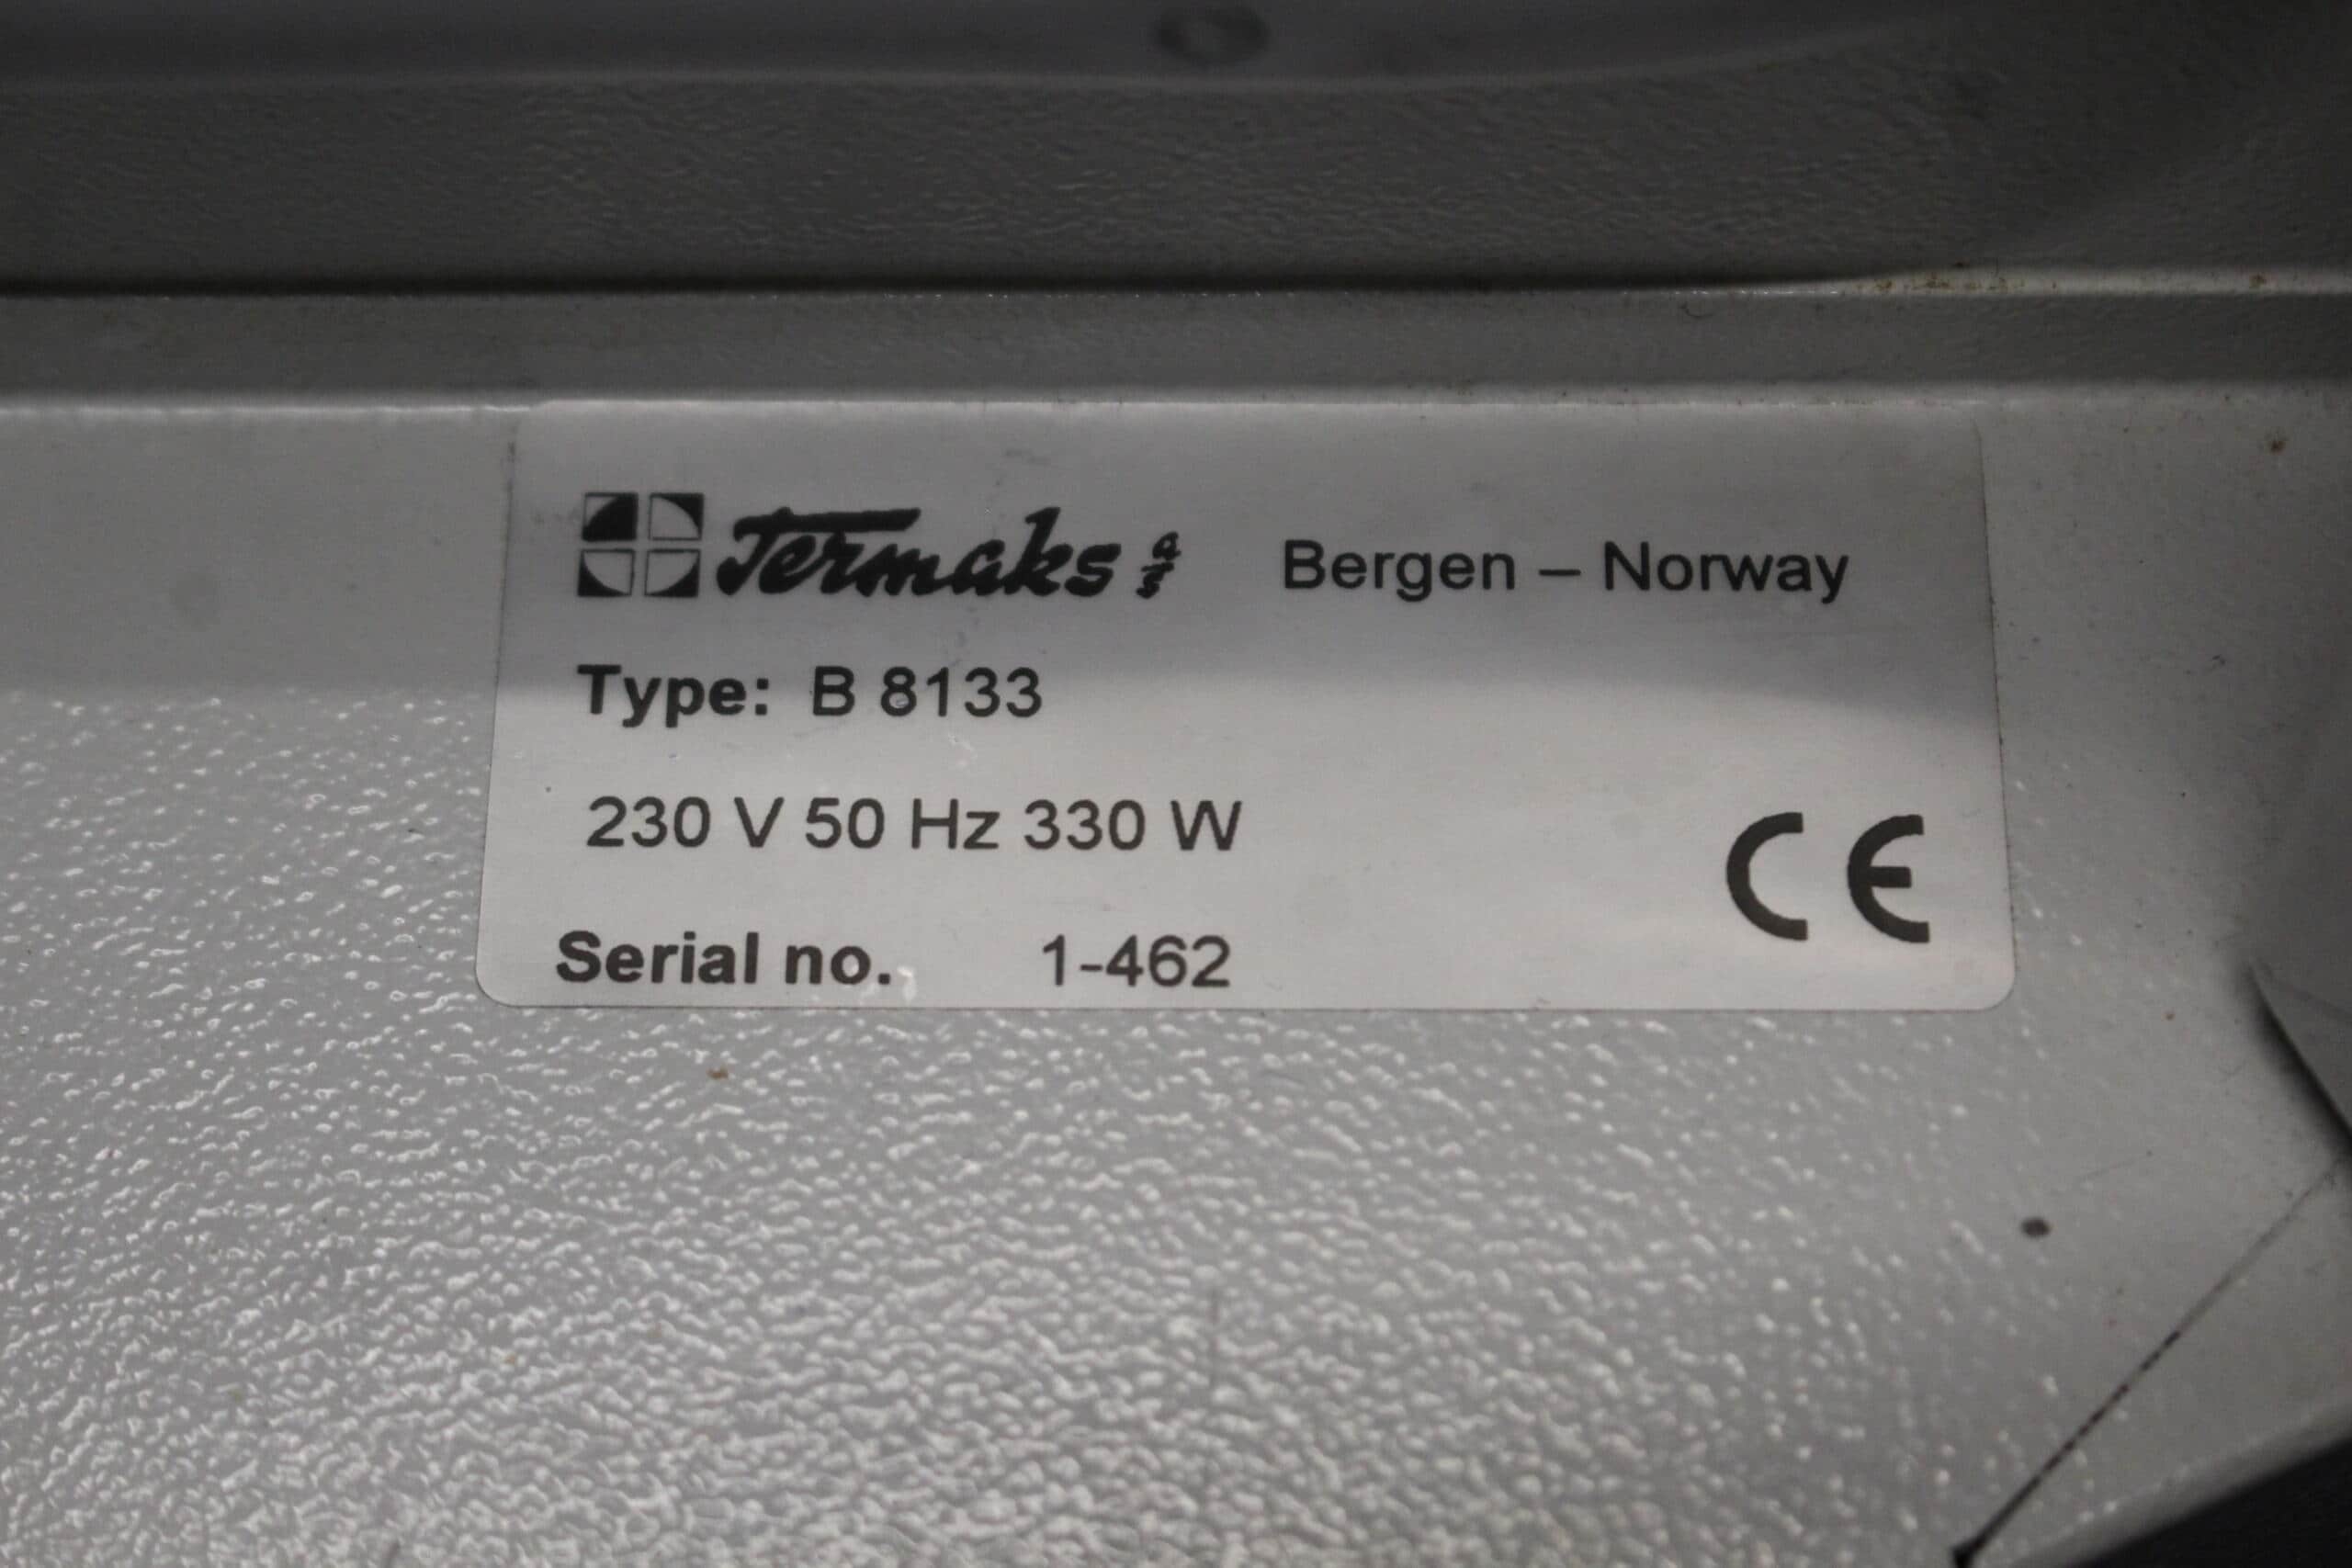 Termaks a/s Bergen – Norway
Type: B 8133
230 V 50 Hz 330 W
CE
Serial no. 1-462